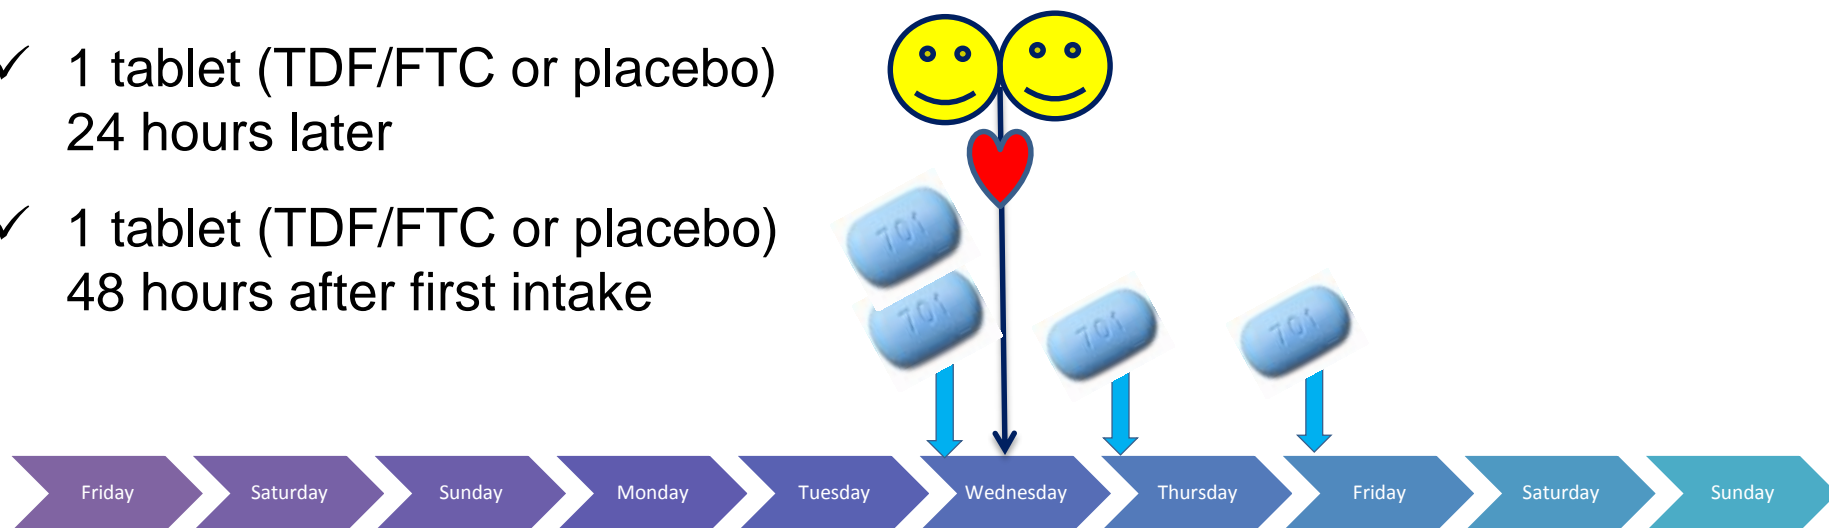 ✓ 1 tablet (TDF/FTC or placebo)
24 hours later
✓ 1 tablet (TDF/FTC or placebo)
48 hours after first intake
701
701
701
701
Friday Saturday Sunday Monday Tuesday Wednesday Thursday Friday Saturday Sunday